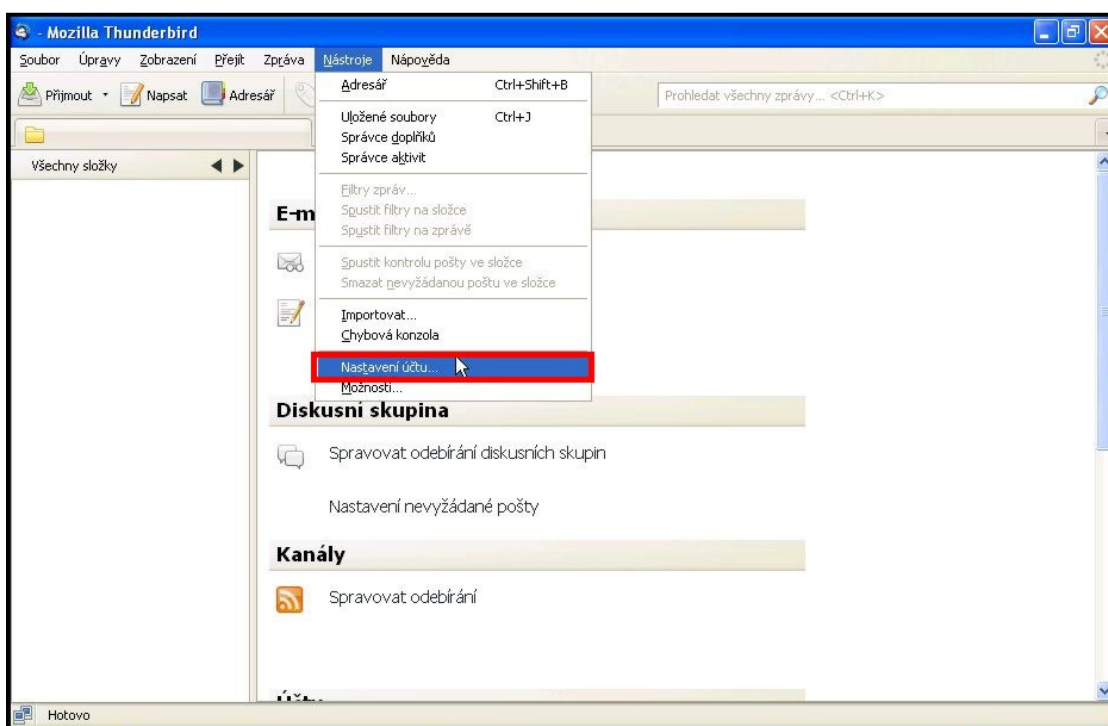 - Mozilla Thunderbird
Soubor Úpravy Zobrazení Přejít Zpráva Nástroje Nápověda
Přijmout Napsat Adresář Prohledat všechny zprávy... <Ctrl+K>
Adresář Ctrl+Shift+B
Uložené soubory Ctrl+J
Správce doplňků
Správce aktivit
Filtry zpráv...
Spustit filtry na složce
Spustit filtry na zprávě
Spustit kontrolu pošty ve složce
Smazat nevyžádanou poštu ve složce
Importovat...
Chybová konzola
Nastavení účtu...
Možnosti...
Všechny složky
E-m
Diskusní skupina
Spravovat odebírání diskusních skupin
Nastavení nevyžádané pošty
Kanály
Spravovat odebírání
Hotovo